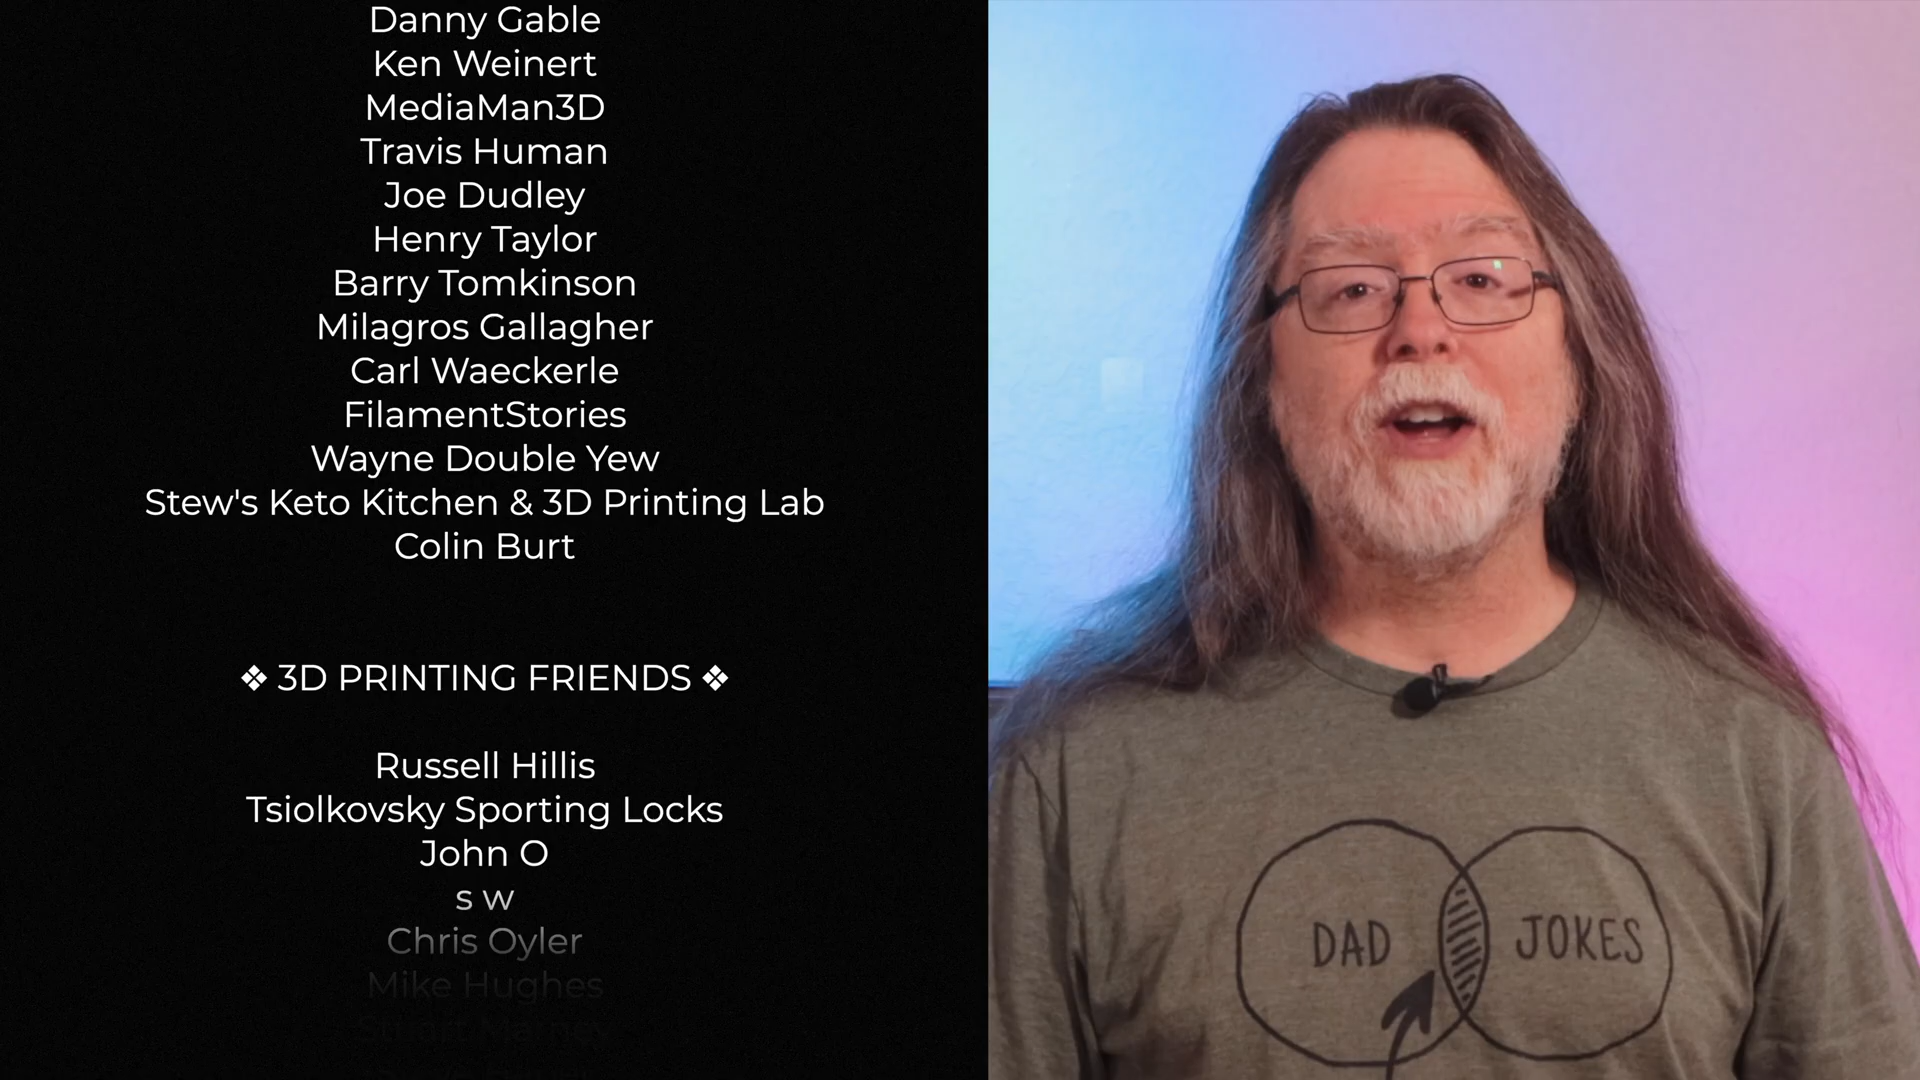 Danny Gable
Ken Weinert
MediaMan3D
Travis Human
Joe Dudley
Henry Taylor
Barry Tomkinson
Milagros Gallagher
Carl Waeckerle
FilamentStories
Wayne Double Yew
Stew's Keto Kitchen & 3D Printing Lab
Colin Burt
❖ 3D PRINTING FRIENDS ❖
Russell Hillis
Tsiolkovsky Sporting Locks
John O
s w
Chris Oyler
Mike Hughes
DAD JOKES